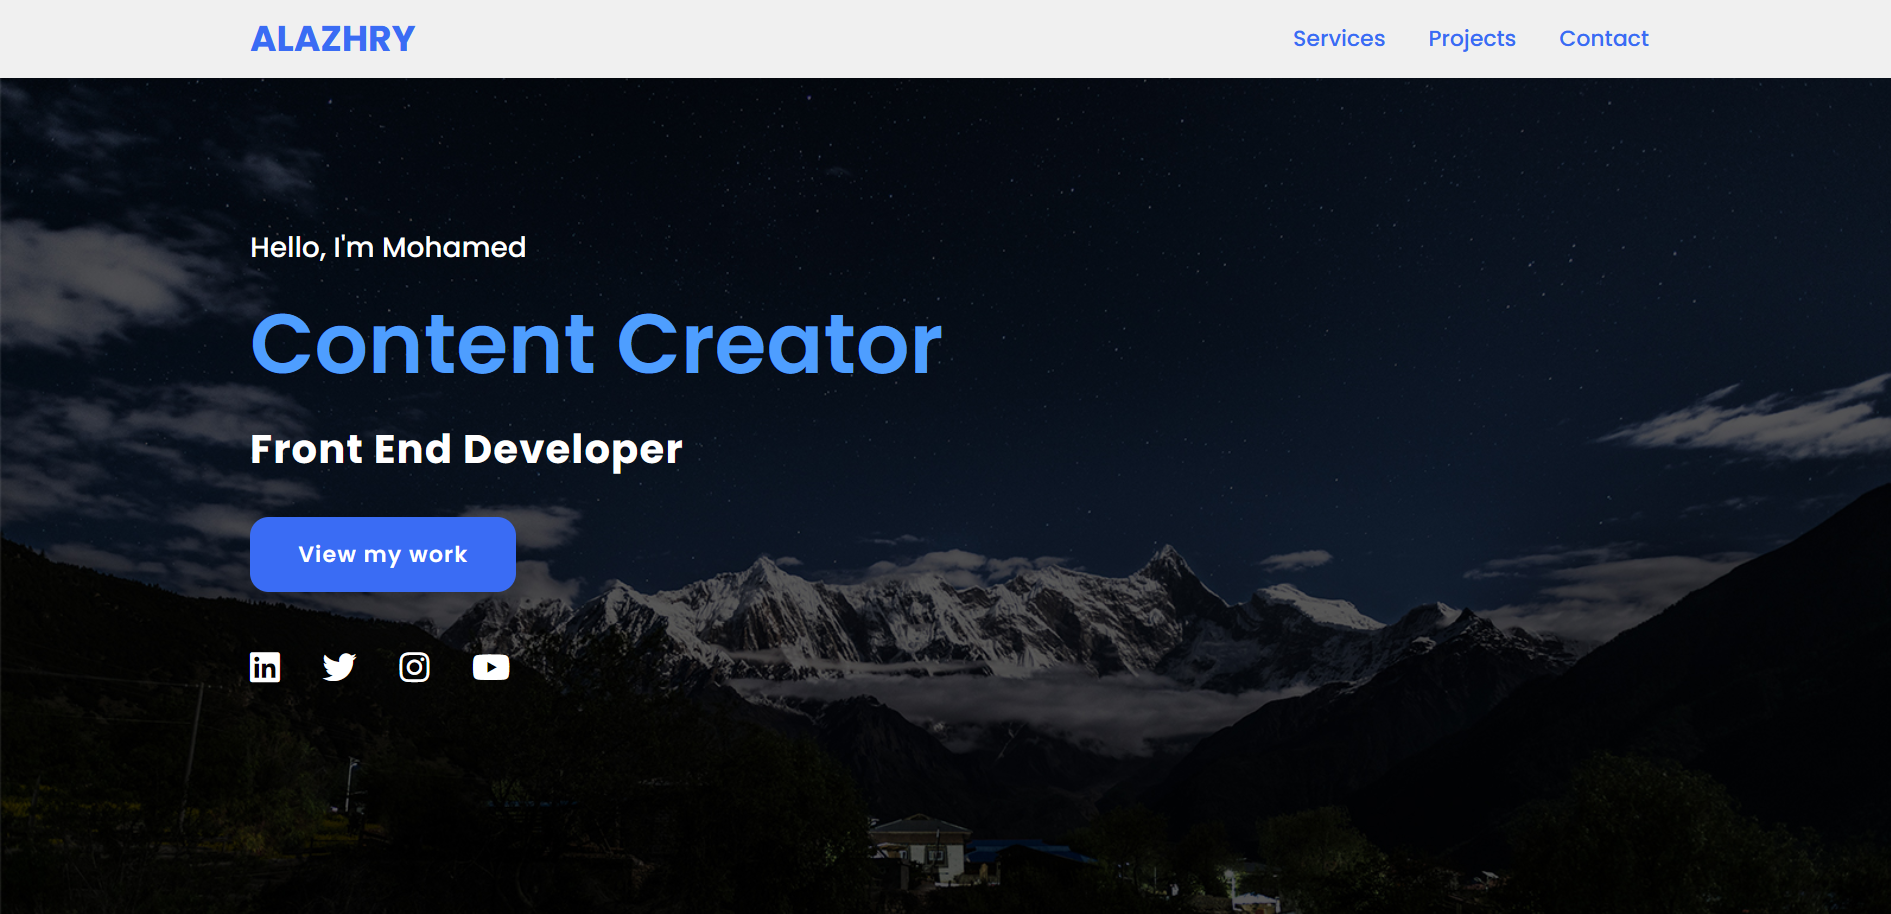 ALAZHRY
Services Projects Contact
Hello, I'm Mohamed
Content Creator
Front End Developer
View my work